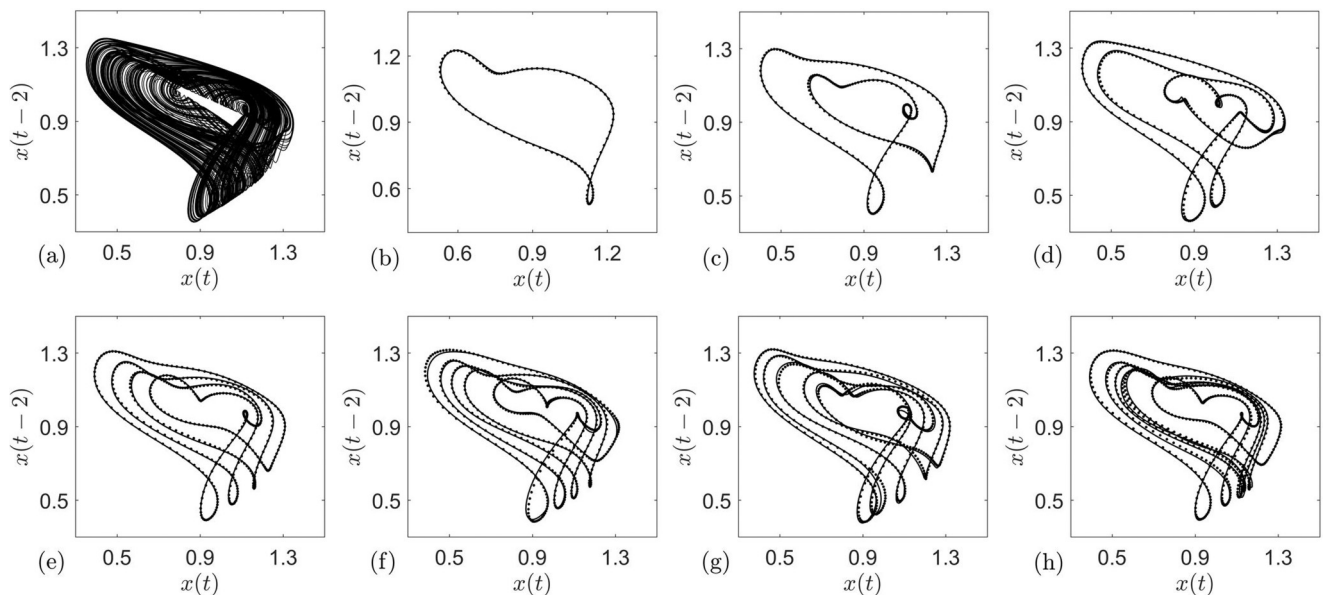 1.3 0.9 0.5 x(t − 2) 0.5 0.9 1.3 x(t) (a)
1.2 0.9 0.6 x(t − 2) 0.6 0.9 1.2 x(t) (b)
1.3 0.9 0.5 x(t − 2) 0.5 0.9 1.3 x(t) (c)
1.3 0.9 0.5 x(t − 2) 0.5 0.9 1.3 x(t) (d)
1.3 0.9 0.5 x(t − 2) 0.5 0.9 1.3 x(t) (e)
1.3 0.9 0.5 x(t − 2) 0.5 0.9 1.3 x(t) (f)
1.3 0.9 0.5 x(t − 2) 0.5 0.9 1.3 x(t) (g)
1.3 0.9 0.5 x(t − 2) 0.5 0.9 1.3 x(t) (h)